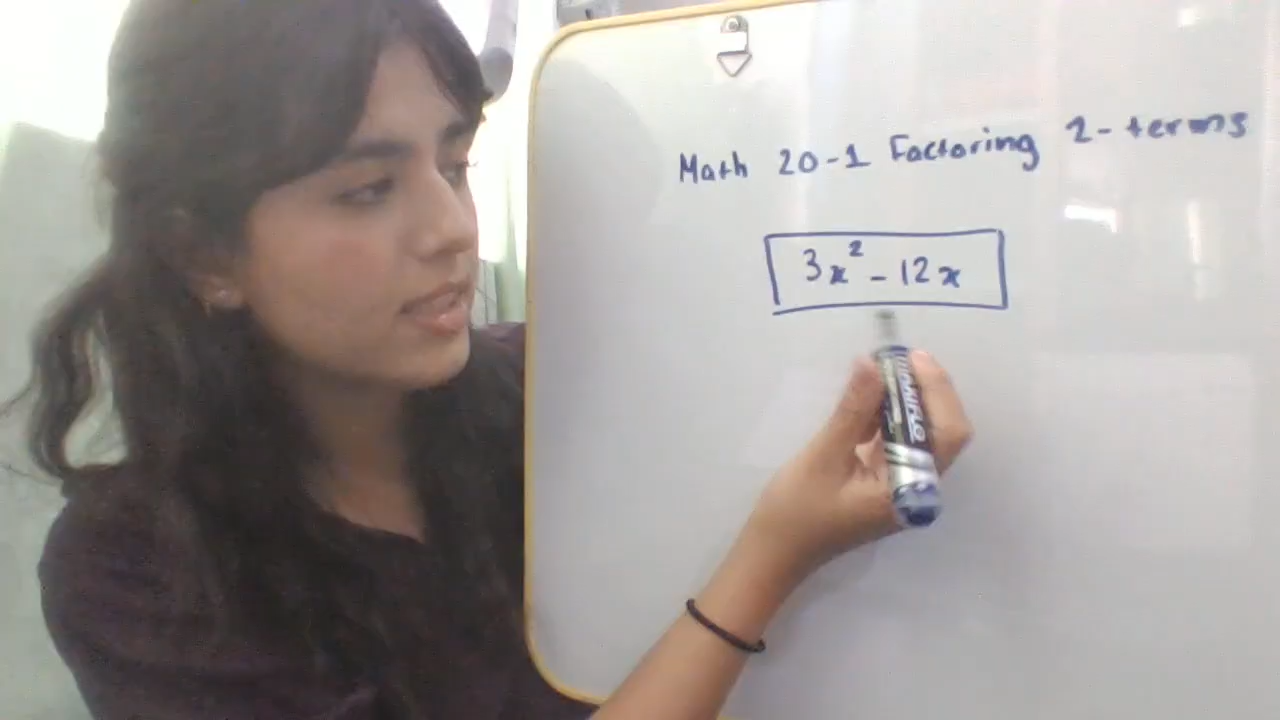 Math 20-1 Factoring 2-terms
3x² - 12x